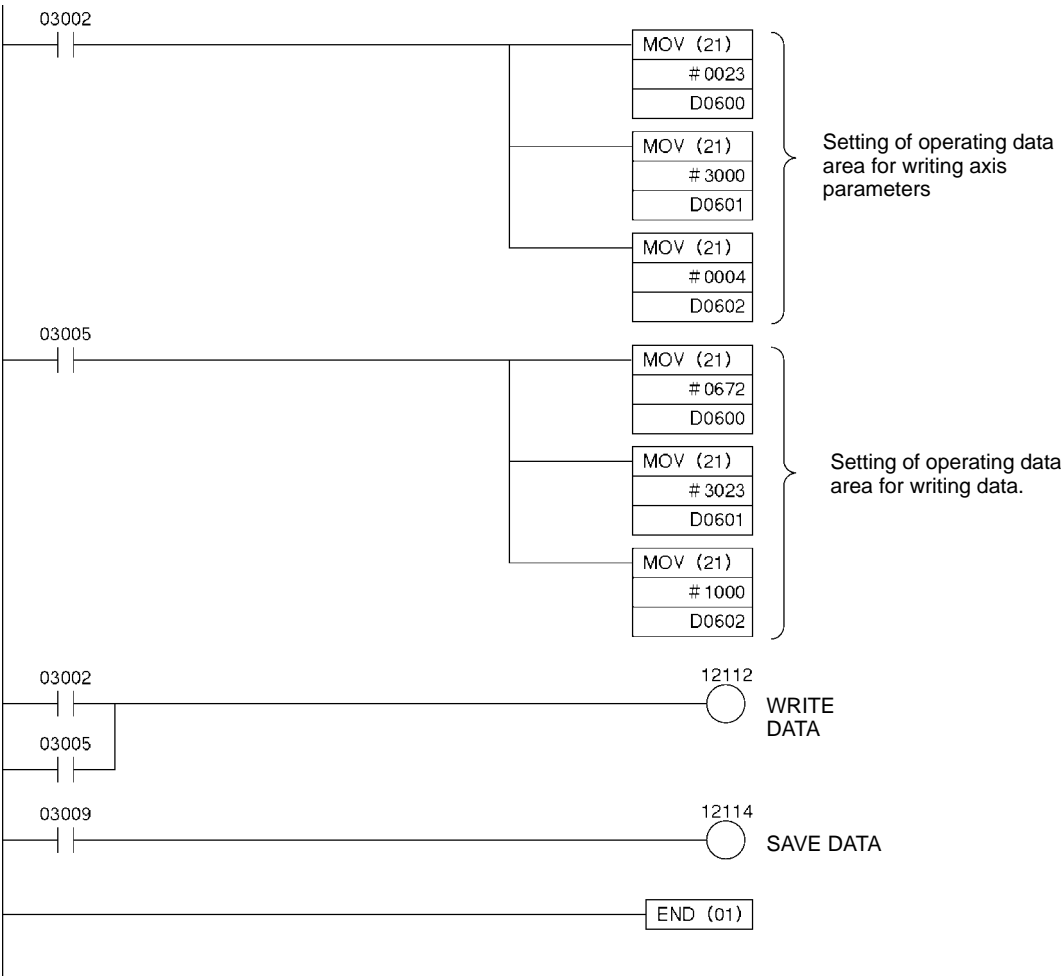 03002
MOV (21)
# 0023
D0600
MOV (21)
# 3000
D0601
MOV (21)
# 0004
D0602
Setting of operating data
area for writing axis
parameters
03005
MOV (21)
# 0672
D0600
MOV (21)
# 3023
D0601
MOV (21)
# 1000
D0602
Setting of operating data
area for writing data.
03002
12112
WRITE
DATA
03005
03009
12114
SAVE DATA
END (01)